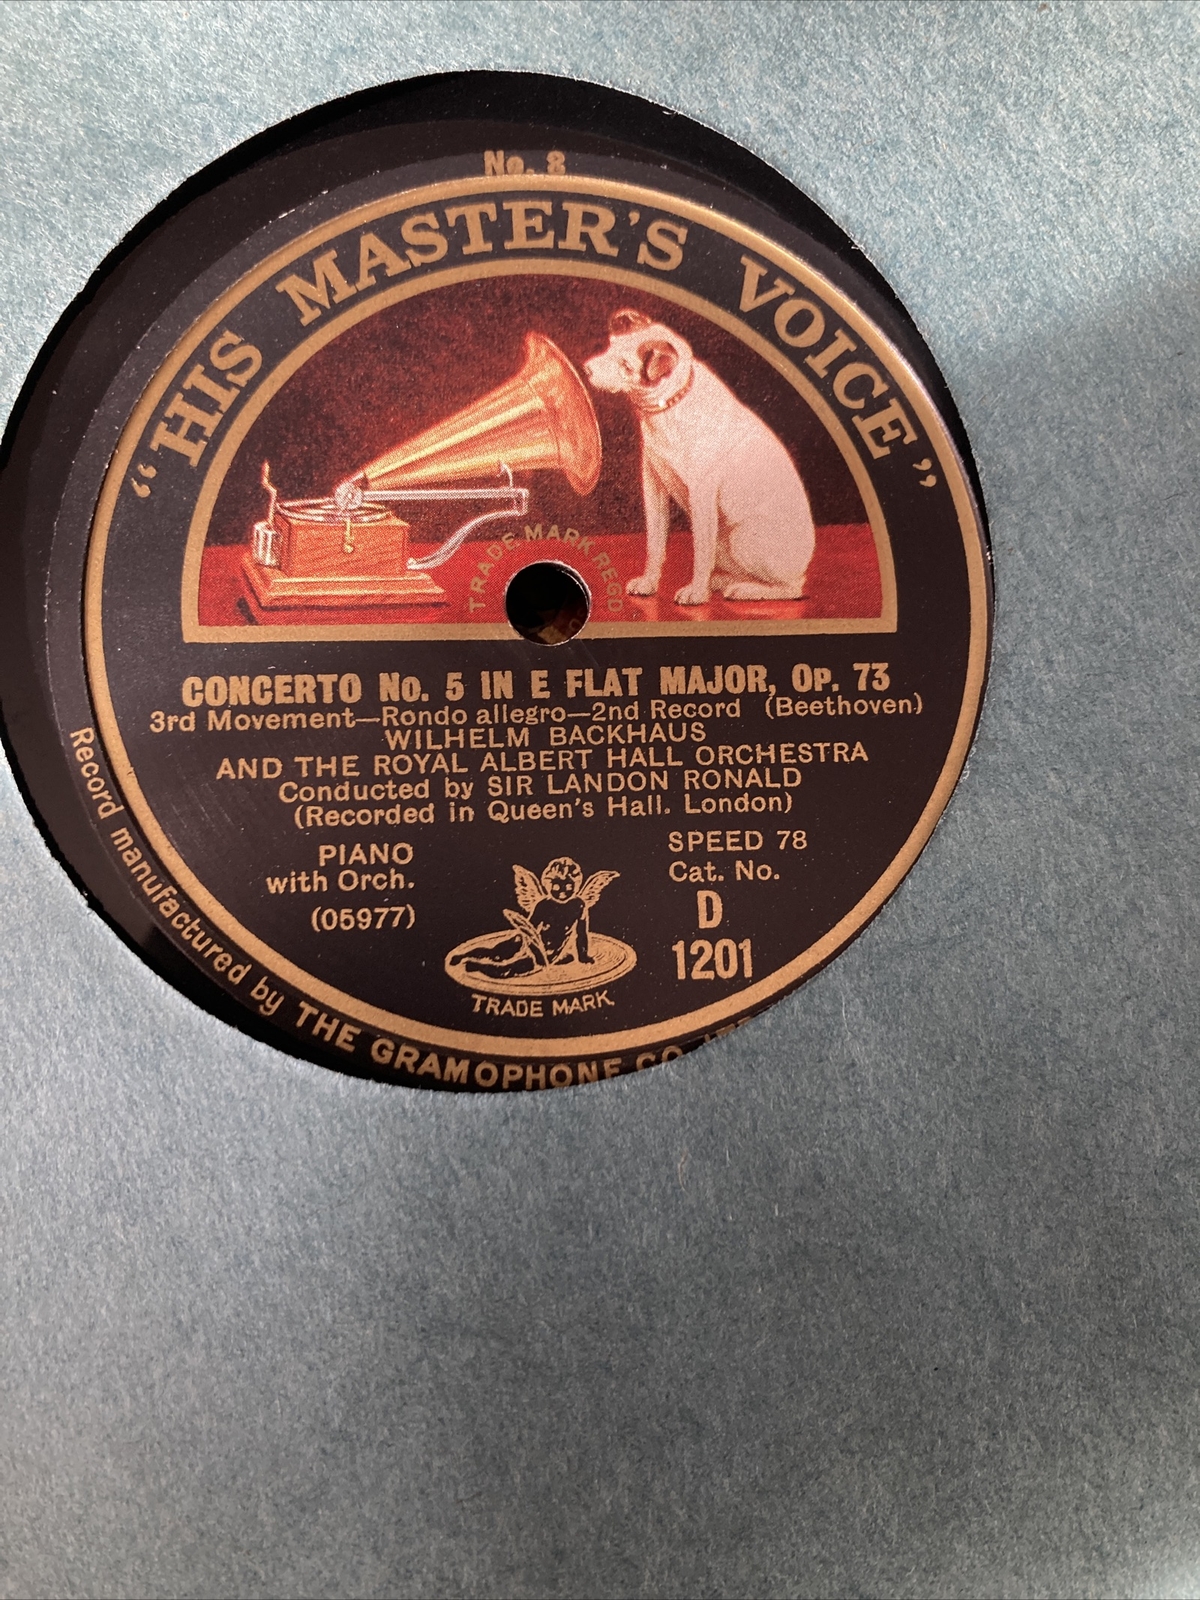 No. 8
“HIS MASTER'S VOICE”
TRADE MARK REGD
CONCERTO No. 5 IN E FLAT MAJOR, Op. 73
3rd Movement—Rondo allegro—2nd Record (Beethoven)
WILHELM BACKHAUS
AND THE ROYAL ALBERT HALL ORCHESTRA
Conducted by SIR LANDON RONALD
(Recorded in Queen's Hall. London)
PIANO
with Orch.
(05977)
SPEED 78
Cat. No.
D
1201
TRADE MARK.
Record manufactured by THE GRAMOPHONE CO.